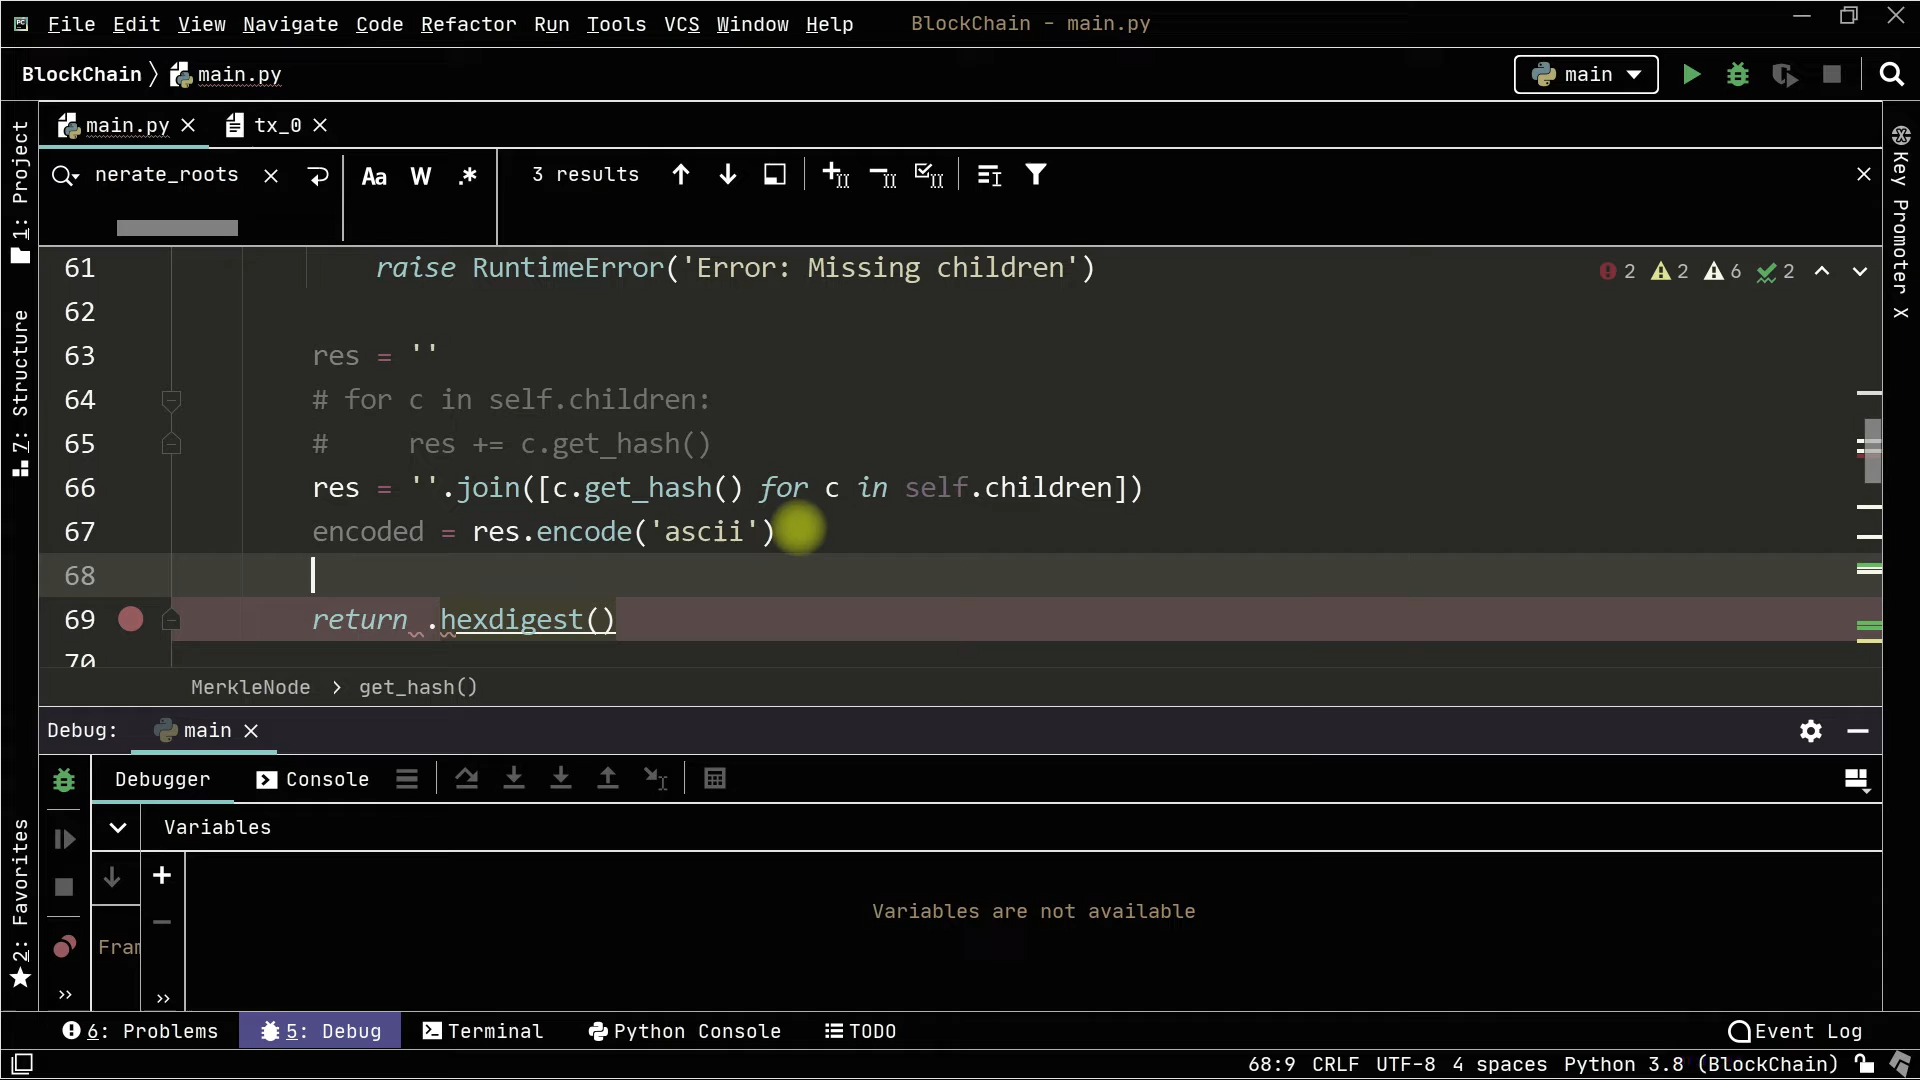 File Edit View Navigate Code Refactor Run Tools VCS Window Help BlockChain - main.py
BlockChain main.py main
main.py tx_0
nerate_roots Aa W .* 3 results
61 raise RuntimeError('Error: Missing children') 2 2 6 2
62
63 res = ''
64 # for c in self.children:
65 # res += c.get_hash()
66 res = ''.join([c.get_hash() for c in self.children])
67 encoded = res.encode('ascii')
68
69 return .hexdigest()
70
MerkleNode > get_hash()
Debug: main
Debugger Console
Variables
Variables are not available
Fram
6: Problems 5: Debug Terminal Python Console TODO Event Log
68:9 CRLF UTF-8 4 spaces Python 3.8 (BlockChain)
1: Project
7: Structure
2: Favorites
Key Promoter X